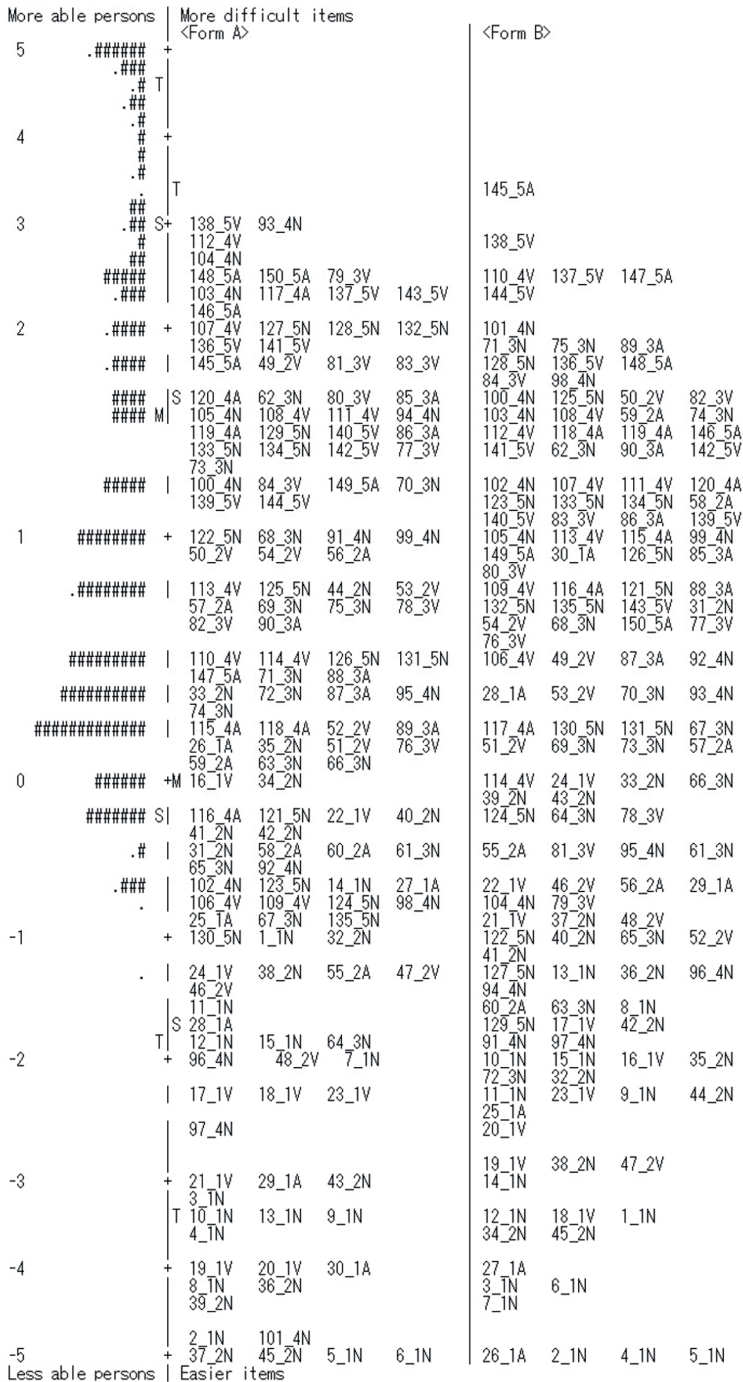 More able persons | More difficult items
<Form A> | <Form B>
5 .###### +
.### |
.# T|
.## |
.# |
4 # +
# |
.# |
. |T 145_5A
## |
3 .## S+ 138_5V 93_4N
# | 112_4V 138_5V
## | 104_4N
##### | 148_5A 150_5A 79_3V 110_4V 137_5V 147_5A
.### | 103_4N 117_4A 137_5V 143_5V 144_5V
146_5A
2 .#### + 107_4V 127_5N 128_5N 132_5N 101_4N
136_5V 141_5V 71_3N 75_3N 89_3A
.#### | 145_5A 49_2V 81_3V 83_3V 128_5N 136_5V 148_5A
84_3V 98_4N
#### |S 120_4A 62_3N 80_3V 85_3A 100_4N 125_5N 50_2V 82_3V
#### M| 105_4N 108_4V 111_4V 94_4N 103_4N 108_4V 59_2A 74_3N
119_4A 129_5N 140_5V 86_3A 112_4V 118_4A 119_4A 146_5A
133_5N 134_5N 142_5V 77_3V 141_5V 62_3N 90_3A 142_5V
73_3N
##### | 100_4N 84_3V 149_5A 70_3N 102_4N 107_4V 111_4V 120_4A
139_5V 144_5V 123_5N 133_5N 134_5N 58_2A
140_5V 83_3V 86_3A 139_5V
1 ######## + 122_5N 68_3N 91_4N 99_4N 105_4N 113_4V 115_4A 99_4N
50_2V 54_2V 56_2A 149_5A 30_1A 126_5N 85_3A
80_3V
.######## | 113_4V 125_5N 44_2N 53_2V 109_4V 116_4A 121_5N 88_3A
57_2A 69_3N 75_3N 78_3V 132_5N 135_5N 143_5V 31_2N
82_3V 90_3A 54_2V 68_3N 150_5A 77_3V
76_3V
######### | 110_4V 114_4V 126_5N 131_5N 106_4V 49_2V 87_3A 92_4N
147_5A 71_3N 88_3A
########## | 33_2N 72_3N 87_3A 95_4N 28_1A 53_2V 70_3N 93_4N
74_3N
############# | 115_4A 118_4A 52_2V 89_3A 117_4A 130_5N 131_5N 67_3N
26_1A 35_2N 51_2V 76_3V 51_2V 69_3N 73_3N 57_2A
59_2A 63_3N 66_3N
0 ###### +M 16_1V 34_2N 114_4V 24_1V 33_2N 66_3N
39_2N 43_2N
####### S| 116_4A 121_5N 22_1V 40_2N 124_5N 64_3N 78_3V
41_2N 42_2N
.# | 31_2N 58_2A 60_2A 61_3N 55_2A 81_3V 95_4N 61_3N
65_3N 92_4N
.### | 102_4N 123_5N 14_1N 27_1A 22_1V 46_2V 56_2A 29_1A
. 106_4V 109_4V 124_5N 98_4N 104_4N 79_3V
25_1A 67_3N 135_5N 21_1V 37_2N 48_2V
-1 + 130_5N 1_1N 32_2N 122_5N 40_2N 65_3N 52_2V
41_2N
. | 24_1V 38_2N 55_2A 47_2V 127_5N 13_1N 36_2N 96_4N
46_2V 94_4N
11_1N 60_2A 63_3N 8_1N
|S 28_1A 129_5N 17_1V 42_2N
T| 12_1N 15_1N 64_3N 91_4N 97_4N
-2 + 96_4N 48_2V 7_1N 10_1N 15_1N 16_1V 35_2N
72_3N 32_2N
| 17_1V 18_1V 23_1V 11_1N 23_1V 9_1N 44_2N
25_1A
97_4N 20_1V
19_1V 38_2N 47_2V
-3 + 21_1V 29_1A 43_2N 14_1N
3_1N
|T 10_1N 13_1N 9_1N 12_1N 18_1V 1_1N
4_1N 34_2N 45_2N
-4 + 19_1V 20_1V 30_1A 27_1A
8_1N 36_2N 3_1N 6_1N
39_2N 7_1N
2_1N 101_4N
-5 + 37_2N 45_2N 5_1N 6_1N 26_1A 2_1N 4_1N 5_1N
Less able persons | Easier items